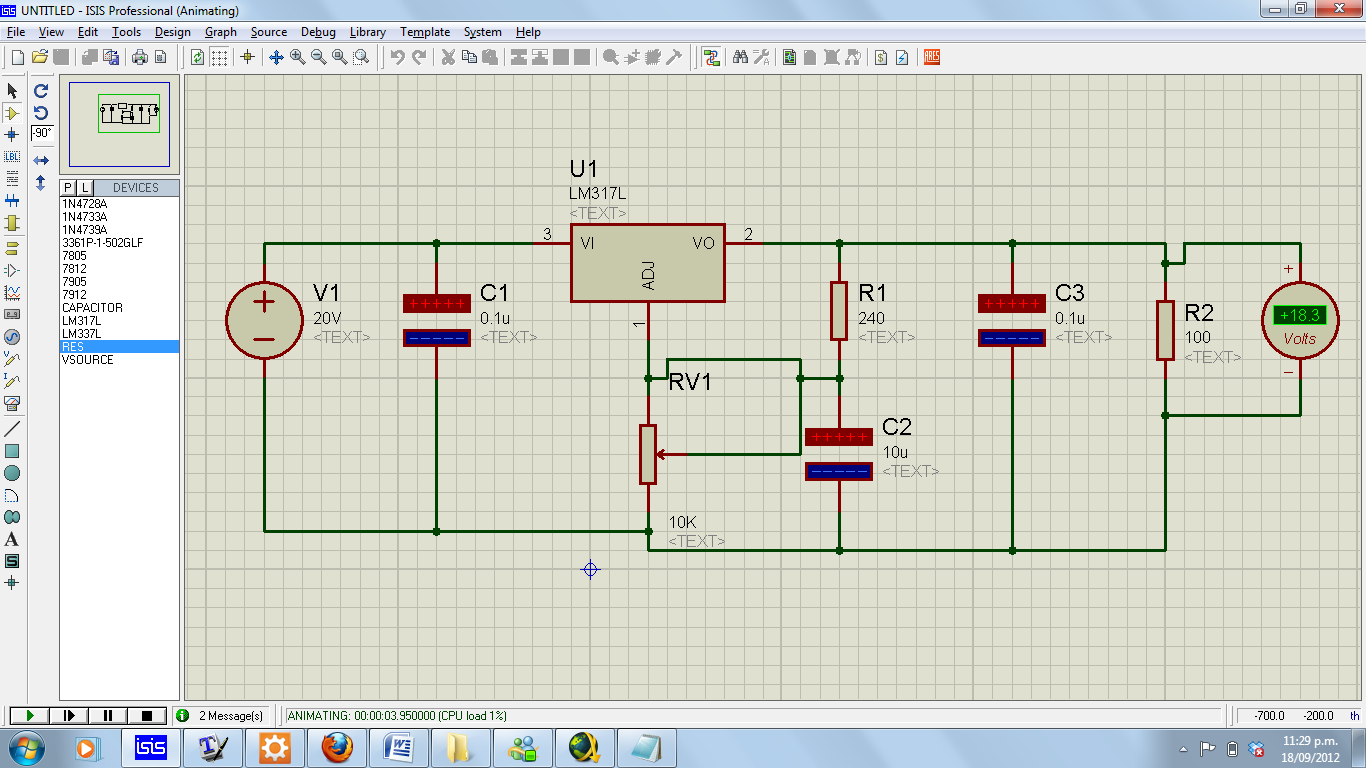 UNTITLED - ISIS Professional (Animating)
File View Edit Tools Design Graph Source Debug Library Template System Help
-90°
LBL
A
S
P L DEVICES
1N4728A
1N4733A
1N4739A
3361P-1-502GLF
7805
7812
7905
7912
CAPACITOR
LM317L
LM337L
RES
VSOURCE
U1
LM317L
<TEXT>
3 VI VO 2
ADJ
1
V1
20V
<TEXT>
C1
0.1u
<TEXT>
RV1
10K
<TEXT>
R1
240
<TEXT>
C2
10u
<TEXT>
C3
0.1u
<TEXT>
R2
100
<TEXT>
+18.3
Volts
2 Message(s)
ANIMATING: 00:00:03.950000 (CPU load 1%)
-700.0 -200.0 th
isis
11:29 p.m.
18/09/2012